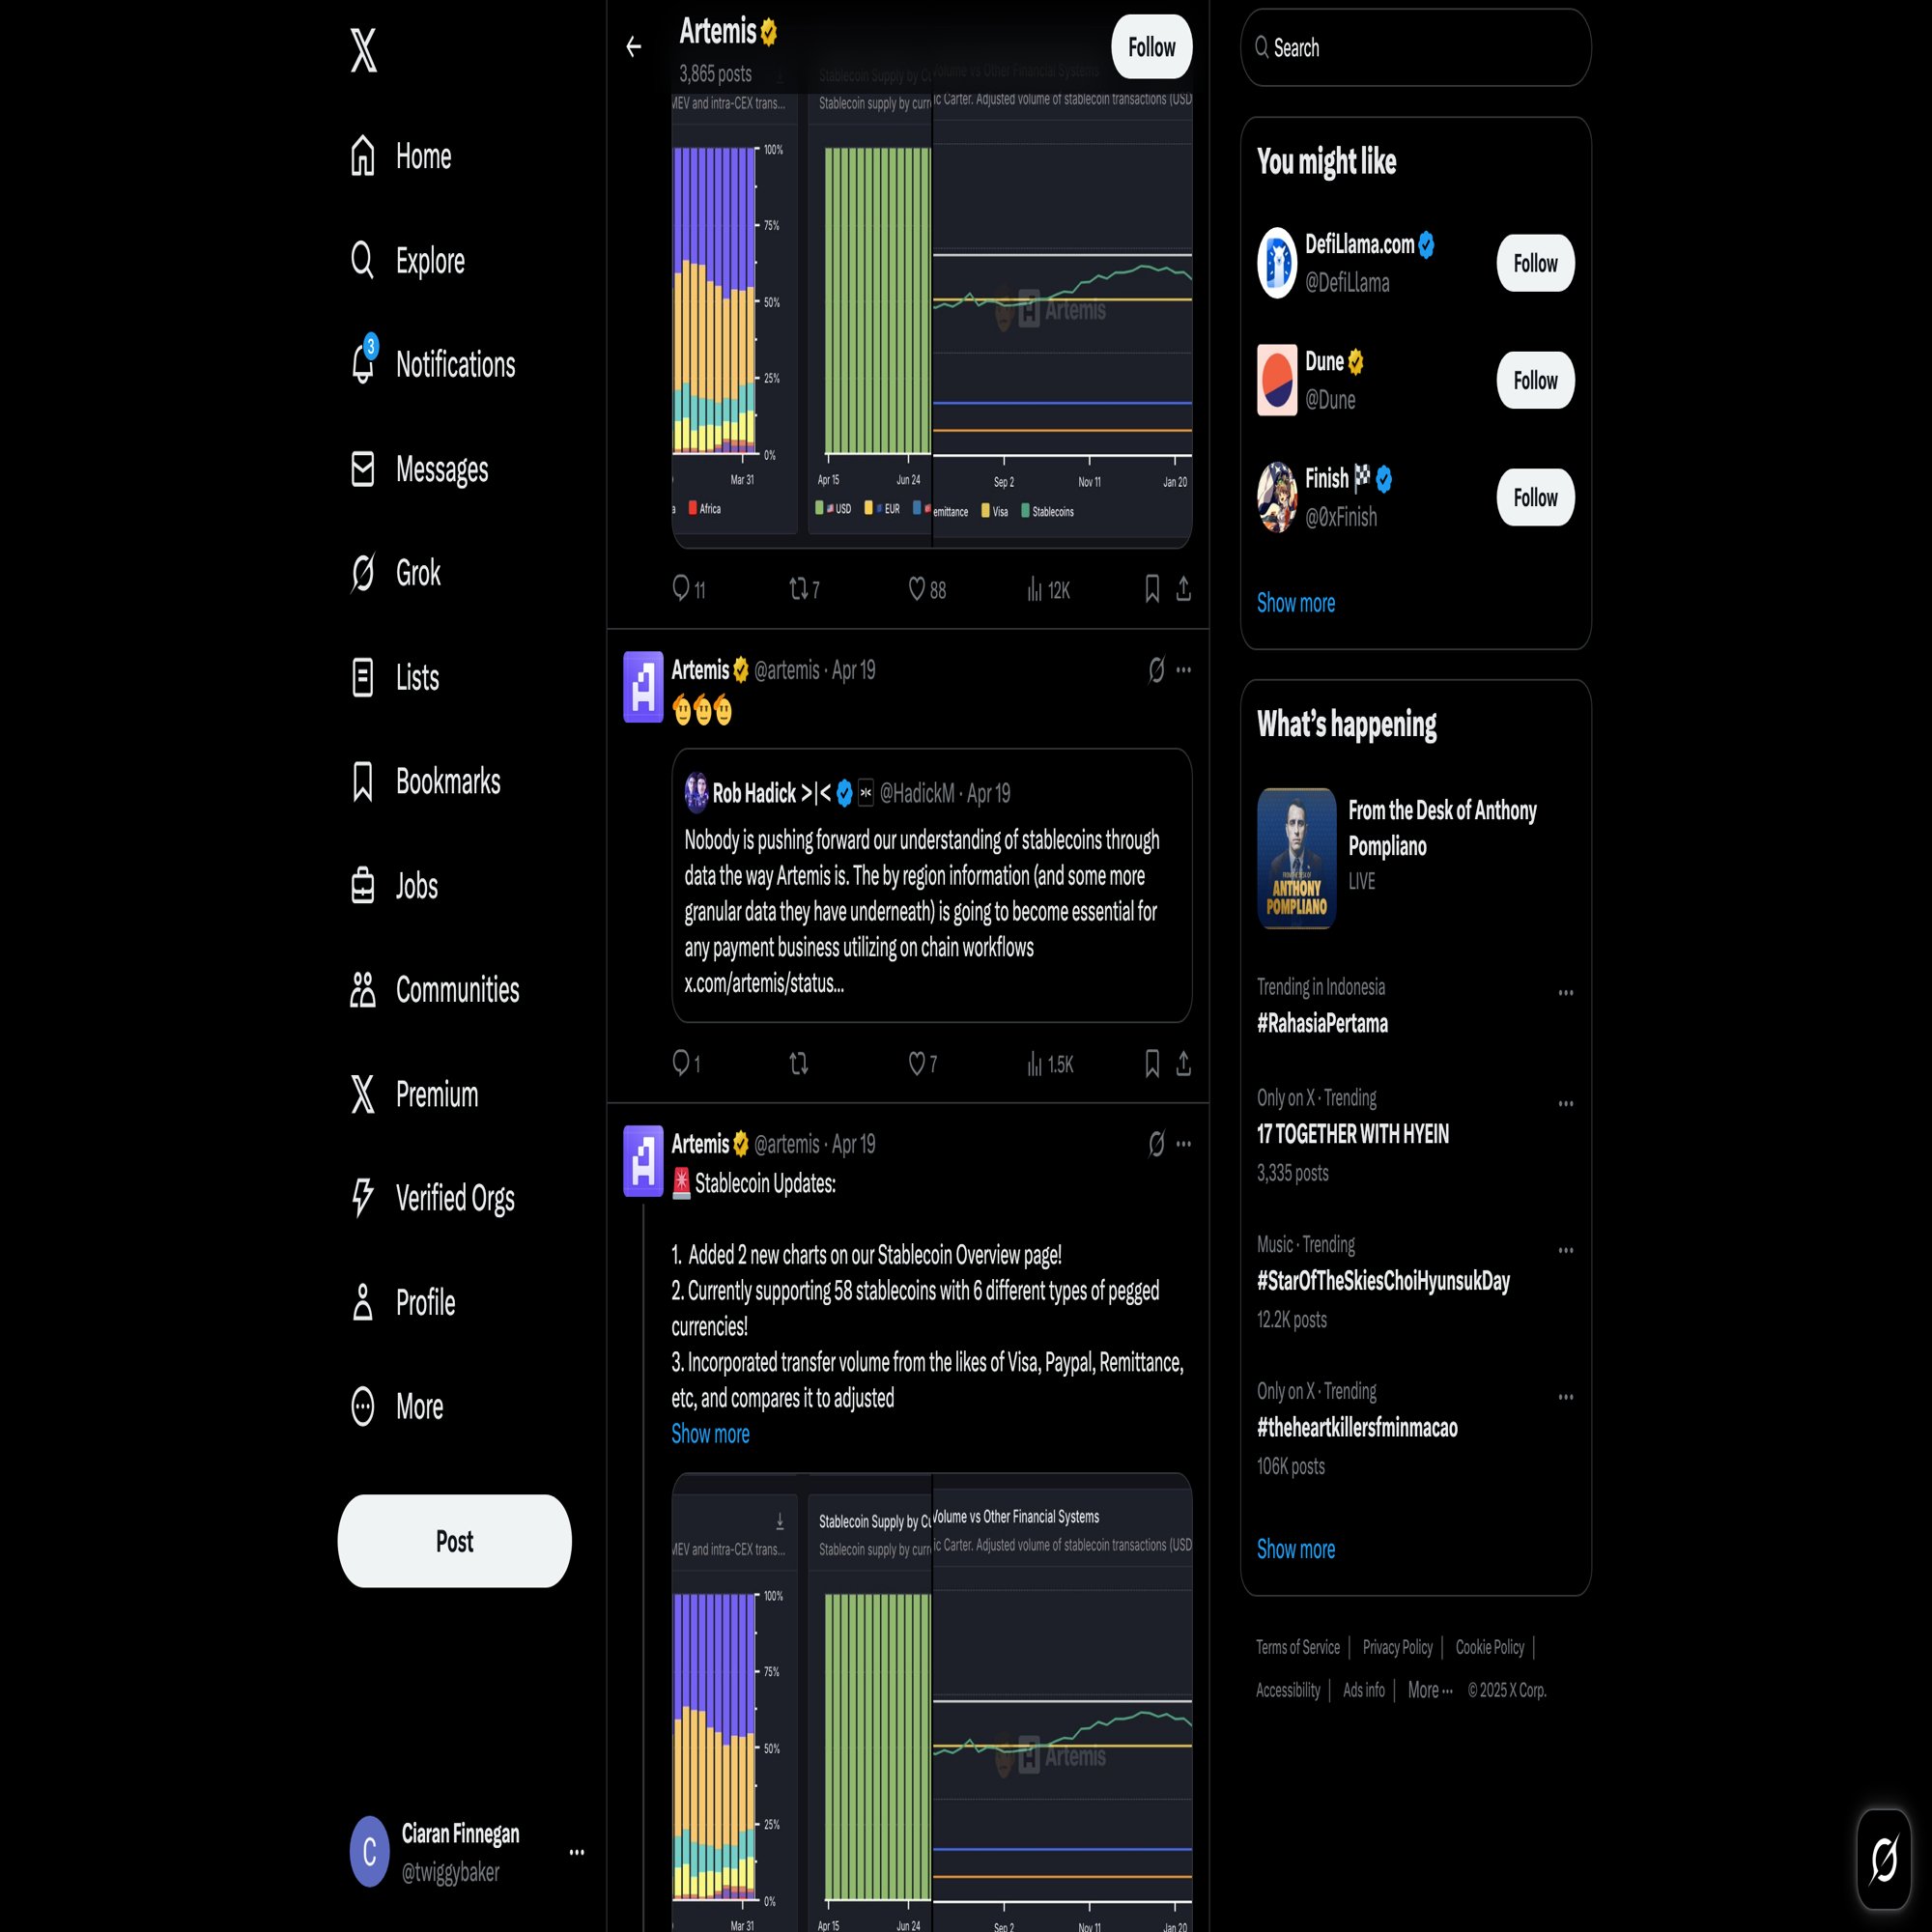 Home
Explore
3
Notifications
Messages
Grok
Lists
Bookmarks
Jobs
Communities
Premium
Verified Orgs
Profile
More
Post
C
Ciaran Finnegan
@twiggybaker
Artemis
3,865 posts
Follow
MEV and intra-CEX trans...
Stablecoin supply by curr
ic Carter. Adjusted volume of stablecoin transactions (USD
100%
75%
50%
25%
0%
Mar 31
Africa
Apr 15
Jun 24
USD
EUR
Artemis
Sep 2
Nov 11
Jan 20
emittance
Visa
Stablecoins
11
7
88
12K
Artemis @artemis · Apr 19
Rob Hadick >|< @HadickM · Apr 19
Nobody is pushing forward our understanding of stablecoins through
data the way Artemis is. The by region information (and some more
granular data they have underneath) is going to become essential for
any payment business utilizing on chain workflows
x.com/artemis/status...
1
7
1.5K
Artemis @artemis · Apr 19
Stablecoin Updates:
1. Added 2 new charts on our Stablecoin Overview page!
2. Currently supporting 58 stablecoins with 6 different types of pegged
currencies!
3. Incorporated transfer volume from the likes of Visa, Paypal, Remittance,
etc, and compares it to adjusted
Show more
MEV and intra-CEX trans...
Stablecoin Supply by Cu
Stablecoin supply by curr
Volume vs Other Financial Systems
ic Carter. Adjusted volume of stablecoin transactions (USD
100%
75%
50%
25%
0%
Mar 31
Apr 15
Jun 24
Artemis
Sep 2
Nov 11
Jan 20
Search
You might like
DefiLlama.com
@DefiLlama
Follow
Dune
@Dune
Follow
Finish
@0xFinish
Follow
Show more
What's happening
ANTHONY
POMPLIANO
From the Desk of Anthony
Pompliano
LIVE
Trending in Indonesia
#RahasiaPertama
Only on X · Trending
17 TOGETHER WITH HYEIN
3,335 posts
Music · Trending
#StarOfTheSkiesChoiHyunsukDay
12.2K posts
Only on X · Trending
#theheartkillersfminmacao
106K posts
Show more
Terms of Service | Privacy Policy | Cookie Policy |
Accessibility | Ads info | More ··· © 2025 X Corp.